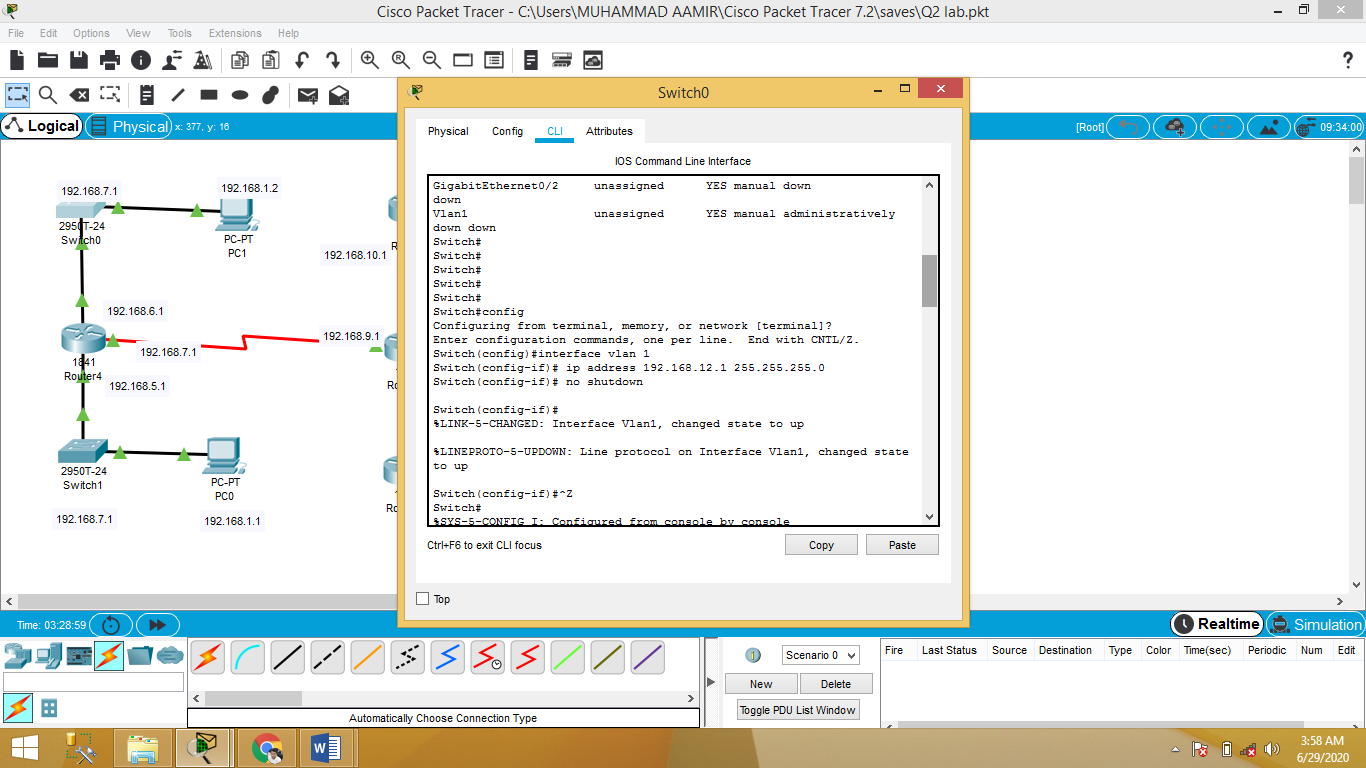 Cisco Packet Tracer - C:\Users\MUHAMMAD AAMIR\Cisco Packet Tracer 7.2\saves\Q2 lab.pkt
File Edit Options View Tools Extensions Help
?
Logical
Physical
x: 377, y: 16
[Root]
09:34:00
192.168.7.1
192.168.1.2
2950T-24
Switch0
PC-PT
PC1
192.168.10.1
192.168.6.1
192.168.9.1
192.168.7.1
1841
Router4
192.168.5.1
2950T-24
Switch1
PC-PT
PC0
192.168.7.1
192.168.1.1
Switch0
Physical Config CLI Attributes
IOS Command Line Interface
GigabitEthernet0/2 unassigned YES manual down
down
Vlan1 unassigned YES manual administratively
down down
Switch#
Switch#
Switch#
Switch#
Switch#
Switch#config
Configuring from terminal, memory, or network [terminal]?
Enter configuration commands, one per line. End with CNTL/Z.
Switch(config)#interface vlan 1
Switch(config-if)# ip address 192.168.12.1 255.255.255.0
Switch(config-if)# no shutdown
Switch(config-if)#
%LINK-5-CHANGED: Interface Vlan1, changed state to up
%LINEPROTO-5-UPDOWN: Line protocol on Interface Vlan1, changed state
to up
Switch(config-if)#^Z
Switch#
%SYS-5-CONFIG_I: Configured from console by console
Ctrl+F6 to exit CLI focus
Copy
Paste
Top
Time: 03:28:59
Realtime
Simulation
Scenario 0
New
Delete
Toggle PDU List Window
Fire Last Status Source Destination Type Color Time(sec) Periodic Num Edit
Automatically Choose Connection Type
3:58 AM
6/29/2020